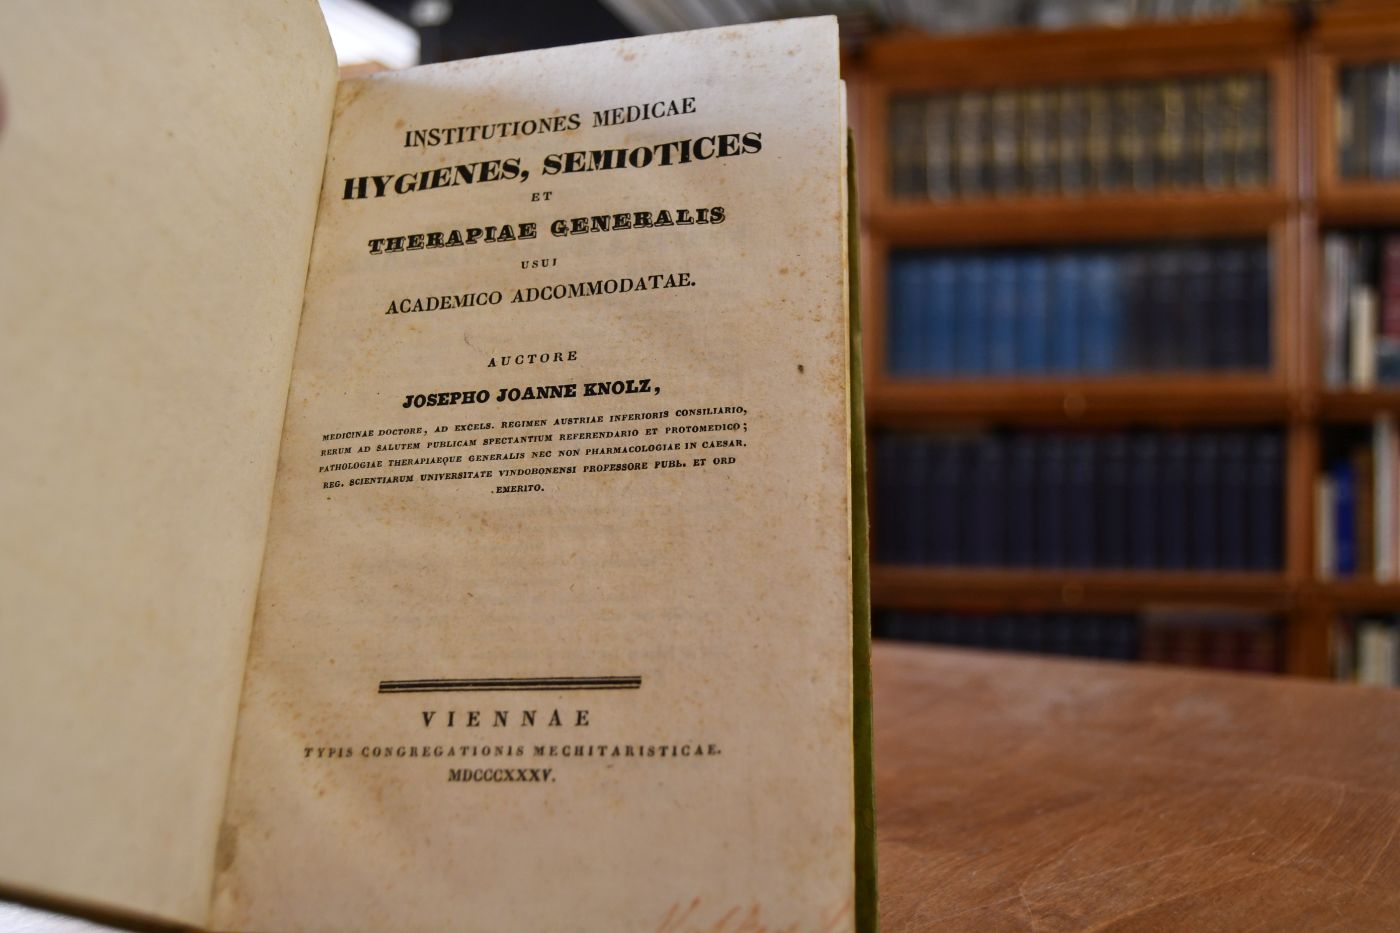 INSTITUTIONES MEDICAE
HYGIENES, SEMIOTICES
ET
THERAPIAE GENERALIS
USUI
ACADEMICO ADCOMMODATAE.
AUCTORE
JOSEPHO JOANNE KNOLZ,
MEDICINAE DOCTORE, AD EXCELS. REGIMEN AUSTRIAE INFERIORIS CONSILIARIO,
RERUM AD SALUTEM PUBLICAM SPECTANTIUM REFERENDARIO ET PROTOMEDICO;
PATHOLOGIAE THERAPIAEQUE GENERALIS NEC NON PHARMACOLOGIAE IN CAESAR.
REG. SCIENTIARUM UNIVERSITATE VINDOBONENSI PROFESSORE PUBL. ET ORD
EMERITO.
VIENNAE
TYPIS CONGREGATIONIS MECHITARISTICAE.
MDCCCXXXV.